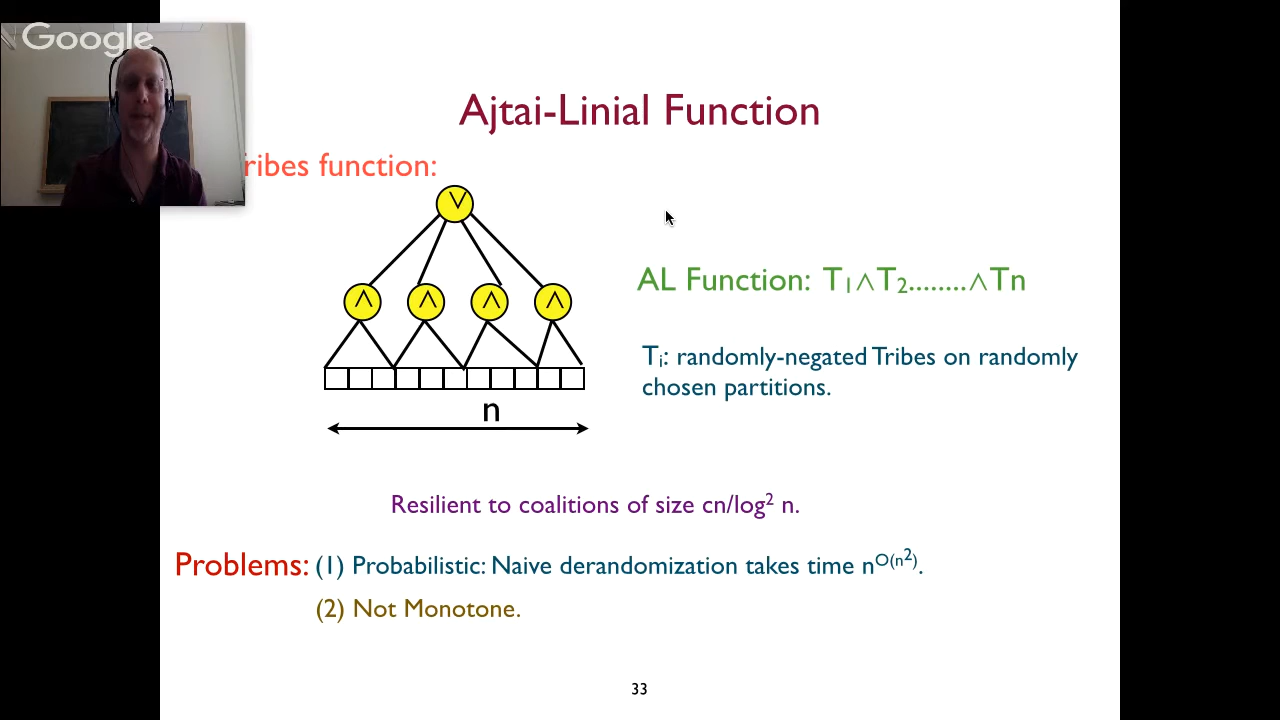 Google
Ajtai-Linial Function
ribes function:
∨
∧ ∧ ∧ ∧
n
AL Function: T₁∧T₂........∧Tn
Tᵢ: randomly-negated Tribes on randomly
chosen partitions.
Resilient to coalitions of size cn/log² n.
Problems: (1) Probabilistic: Naive derandomization takes time n^O(n²).
(2) Not Monotone.
33